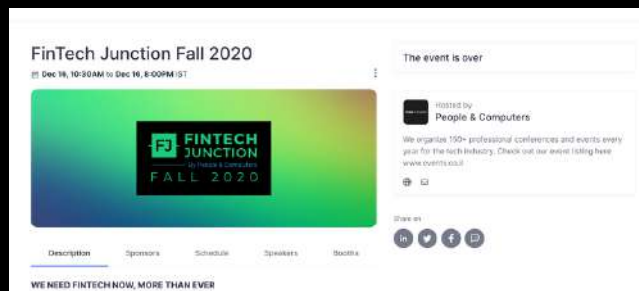 FinTech Junction Fall 2020
Dec 16, 10:30AM to Dec 16, 8:00PM IST
FJ FINTECH
JUNCTION
By People & Computers
FALL 2020
Description Sponsors Schedule Speakers Booths
WE NEED FINTECH NOW, MORE THAN EVER
The event is over
Hosted by
People & Computers
We organize 150+ professional conferences and events every
year for the tech industry. Check out our event listing here
www.events.co.il
Share on